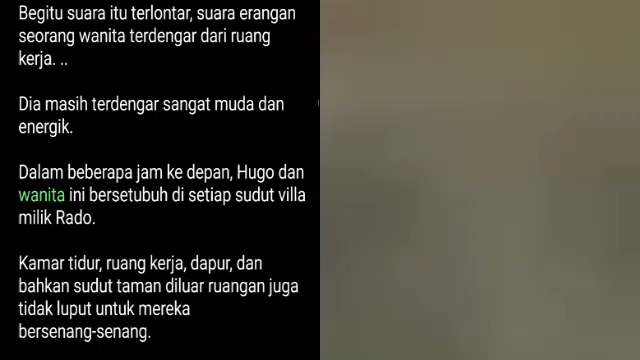 Begitu suara itu terlontar, suara erangan
seorang wanita terdengar dari ruang
kerja. ..
Dia masih terdengar sangat muda dan
energik.
Dalam beberapa jam ke depan, Hugo dan
wanita ini bersetubuh di setiap sudut villa
milik Rado.
Kamar tidur, ruang kerja, dapur, dan
bahkan sudut taman diluar ruangan juga
tidak luput untuk mereka
bersenang-senang.